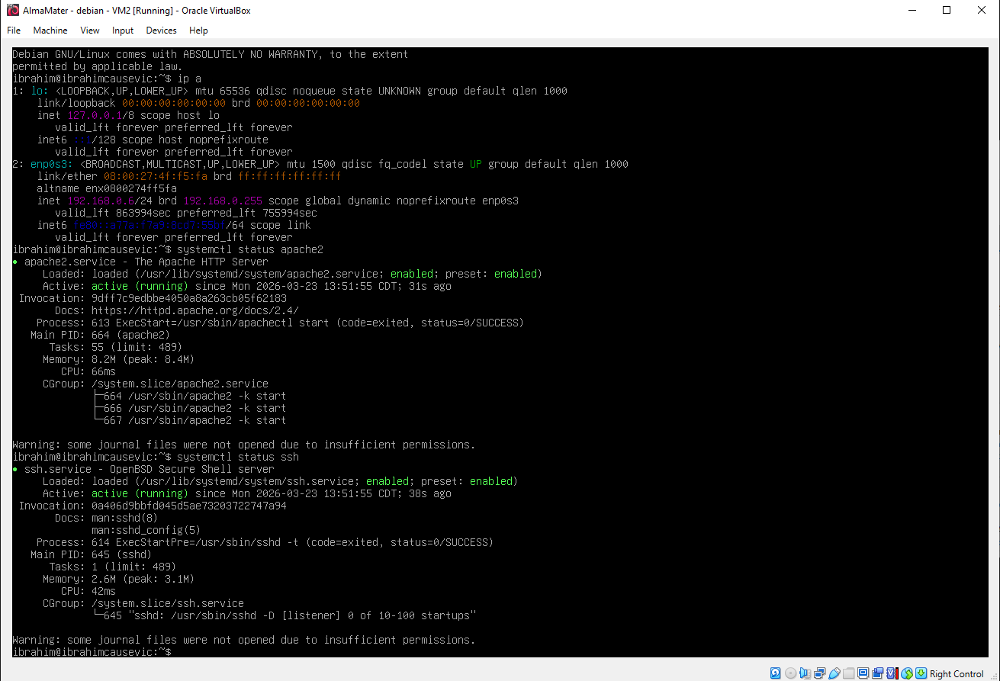 AlmaMater - debian - VM2 [Running] - Oracle VirtualBox
File Machine View Input Devices Help
Debian GNU/Linux comes with ABSOLUTELY NO WARRANTY, to the extent
permitted by applicable law.
ibrahim@ibrahimcausevic:~$ ip a
1: lo: <LOOPBACK,UP,LOWER_UP> mtu 65536 qdisc noqueue state UNKNOWN group default qlen 1000
link/loopback 00:00:00:00:00:00 brd 00:00:00:00:00:00
inet 127.0.0.1/8 scope host lo
valid_lft forever preferred_lft forever
inet6 ::1/128 scope host noprefixroute
valid_lft forever preferred_lft forever
2: enp0s3: <BROADCAST,MULTICAST,UP,LOWER_UP> mtu 1500 qdisc fq_codel state UP group default qlen 1000
link/ether 08:00:27:4f:f5:fa brd ff:ff:ff:ff:ff:ff
altname enx0800274ff5fa
inet 192.168.0.6/24 brd 192.168.0.255 scope global dynamic noprefixroute enp0s3
valid_lft 863994sec preferred_lft 755994sec
inet6 /64 scope link
valid_lft forever preferred_lft forever
ibrahim@ibrahimcausevic:~$ systemctl status apache2
● apache2.service - The Apache HTTP Server
Loaded: loaded (/usr/lib/systemd/system/apache2.service; enabled; preset: enabled)
Active: active (running) since Mon 2026-03-23 13:51:55 CDT; 31s ago
Invocation: 9dff7c9edbbe4050a8a263cb05f62183
Docs: https://httpd.apache.org/docs/2.4/
Process: 613 ExecStart=/usr/sbin/apachectl start (code=exited, status=0/SUCCESS)
Main PID: 664 (apache2)
Tasks: 55 (limit: 489)
Memory: 8.2M (peak: 8.4M)
CPU: 66ms
CGroup: /system.slice/apache2.service
├─664 /usr/sbin/apache2 -k start
├─666 /usr/sbin/apache2 -k start
└─667 /usr/sbin/apache2 -k start
Warning: some journal files were not opened due to insufficient permissions.
ibrahim@ibrahimcausevic:~$ systemctl status ssh
● ssh.service - OpenBSD Secure Shell server
Loaded: loaded (/usr/lib/systemd/system/ssh.service; enabled; preset: enabled)
Active: active (running) since Mon 2026-03-23 13:51:55 CDT; 38s ago
Invocation: 0a406d9bbfd045d5ae73203722747a94
Docs: man:sshd(8)
man:sshd_config(5)
Process: 614 ExecStartPre=/usr/sbin/sshd -t (code=exited, status=0/SUCCESS)
Main PID: 645 (sshd)
Tasks: 1 (limit: 489)
Memory: 2.6M (peak: 3.1M)
CPU: 42ms
CGroup: /system.slice/ssh.service
└─645 "sshd: /usr/sbin/sshd -D [listener] 0 of 10-100 startups"
Warning: some journal files were not opened due to insufficient permissions.
ibrahim@ibrahimcausevic:~$
Right Control